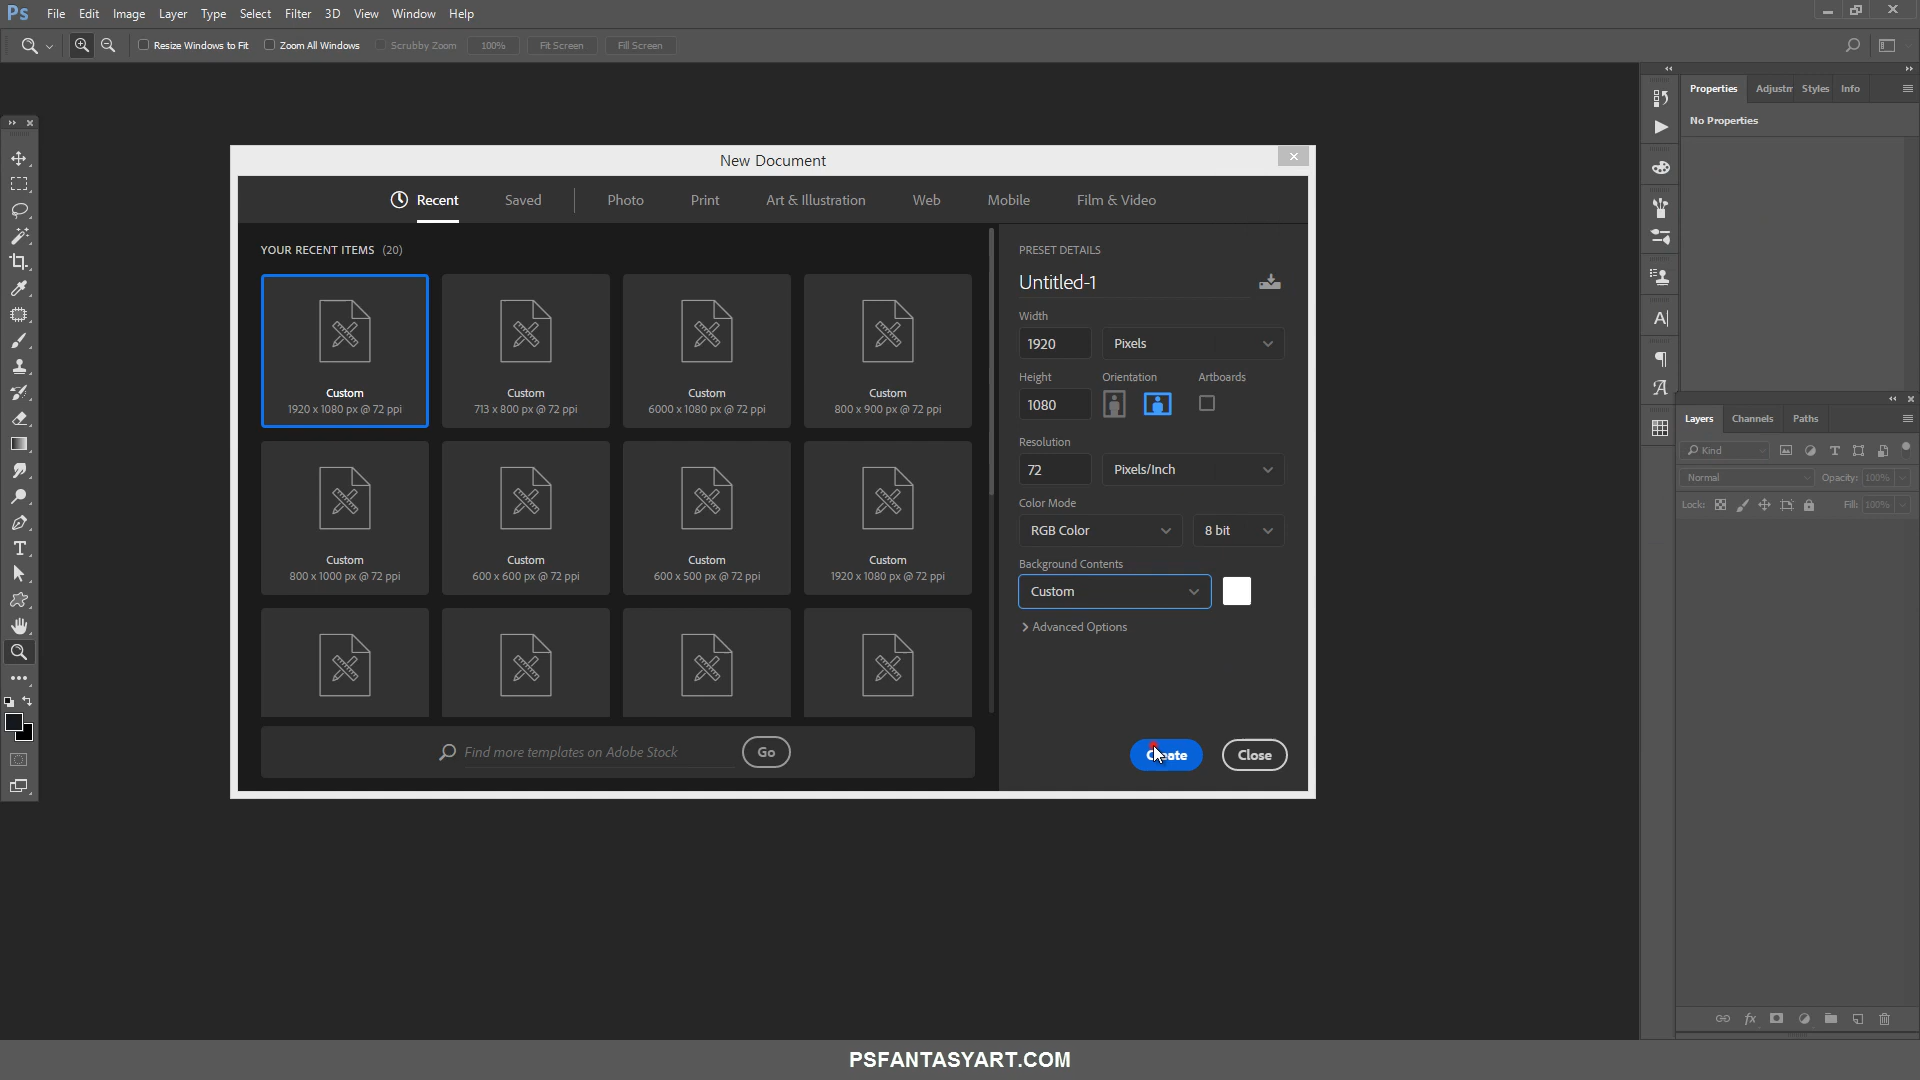 Ps File Edit Image Layer Type Select Filter 3D View Window Help
Resize Windows to Fit Zoom All Windows Scrubby Zoom 100% Fit Screen Fill Screen
Properties Adjustm Styles Info
No Properties
New Document
Recent Saved Photo Print Art & Illustration Web Mobile Film & Video
YOUR RECENT ITEMS (20)
Custom
1920 x 1080 px @ 72 ppi
Custom
713 x 800 px @ 72 ppi
Custom
6000 x 1080 px @ 72 ppi
Custom
800 x 900 px @ 72 ppi
Custom
800 x 1000 px @ 72 ppi
Custom
600 x 600 px @ 72 ppi
Custom
600 x 500 px @ 72 ppi
Custom
1920 x 1080 px @ 72 ppi
Find more templates on Adobe Stock Go
PRESET DETAILS
Untitled-1
Width
1920 Pixels
Height Orientation Artboards
1080
Resolution
72 Pixels/Inch
Color Mode
RGB Color 8 bit
Background Contents
Custom
Advanced Options
Create Close
Layers Channels Paths
Kind
Normal Opacity: 100%
Lock: Fill: 100%
PSFANTASYART.COM